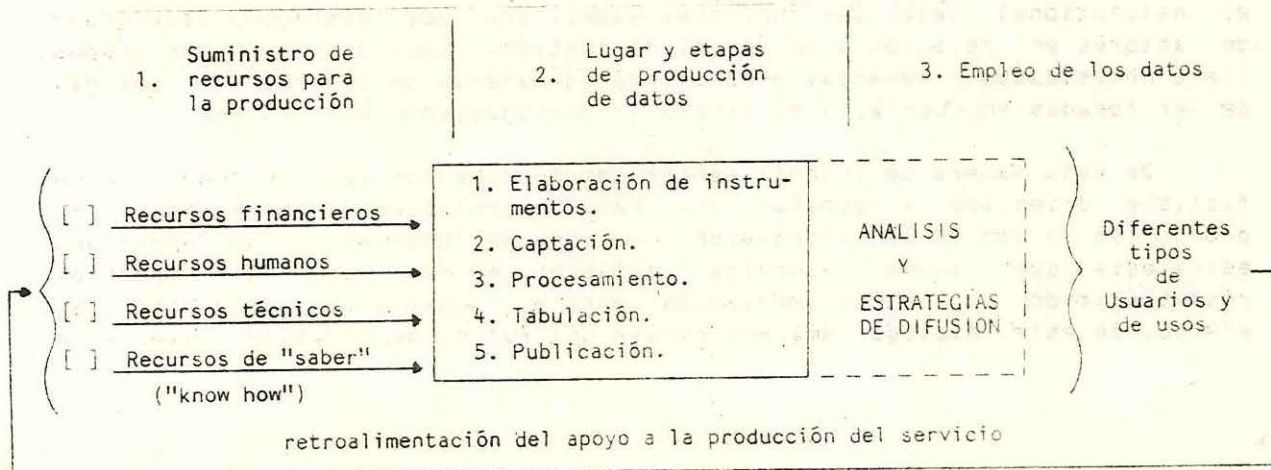 1. Suministro de
recursos para
la producción
2. Lugar y etapas
de producción
de datos
3. Empleo de los datos
[ ] Recursos financieros
[ ] Recursos humanos
[ ] Recursos técnicos
[ ] Recursos de "saber"
("know how")
1. Elaboración de instru-
mentos.
2. Captación.
3. Procesamiento.
4. Tabulación.
5. Publicación.
ANALISIS
Y
ESTRATEGIAS
DE DIFUSION
Diferentes
tipos
de
Usuarios y
de usos
retroalimentación del apoyo a la producción del servicio